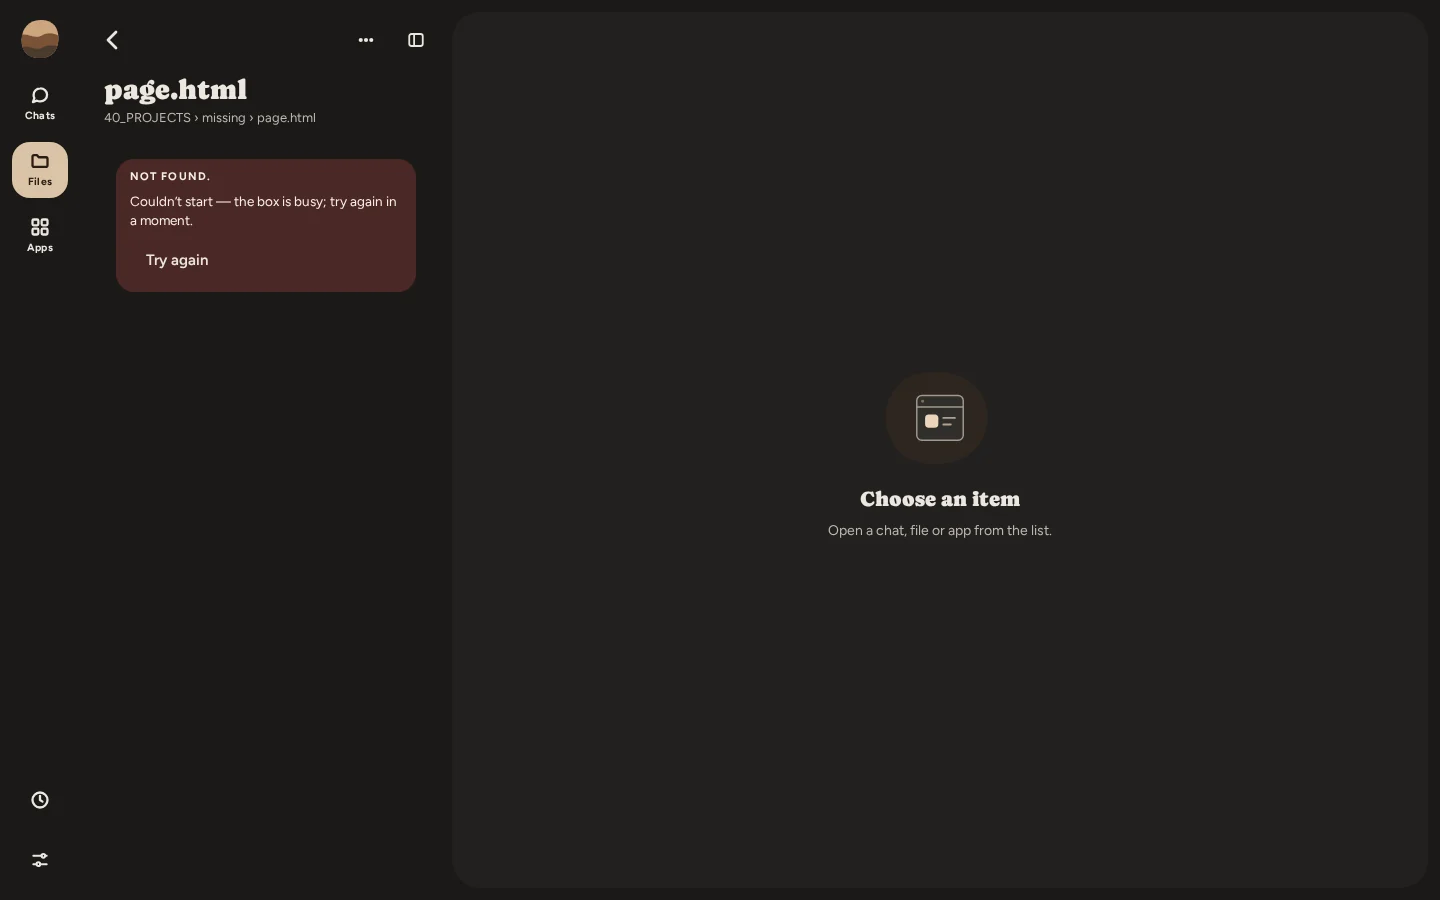 Chats
Files
Apps
page.html
40_PROJECTS › missing › page.html
NOT FOUND.
Couldn’t start — the box is busy; try again in
a moment.
Try again
Choose an item
Open a chat, file or app from the list.